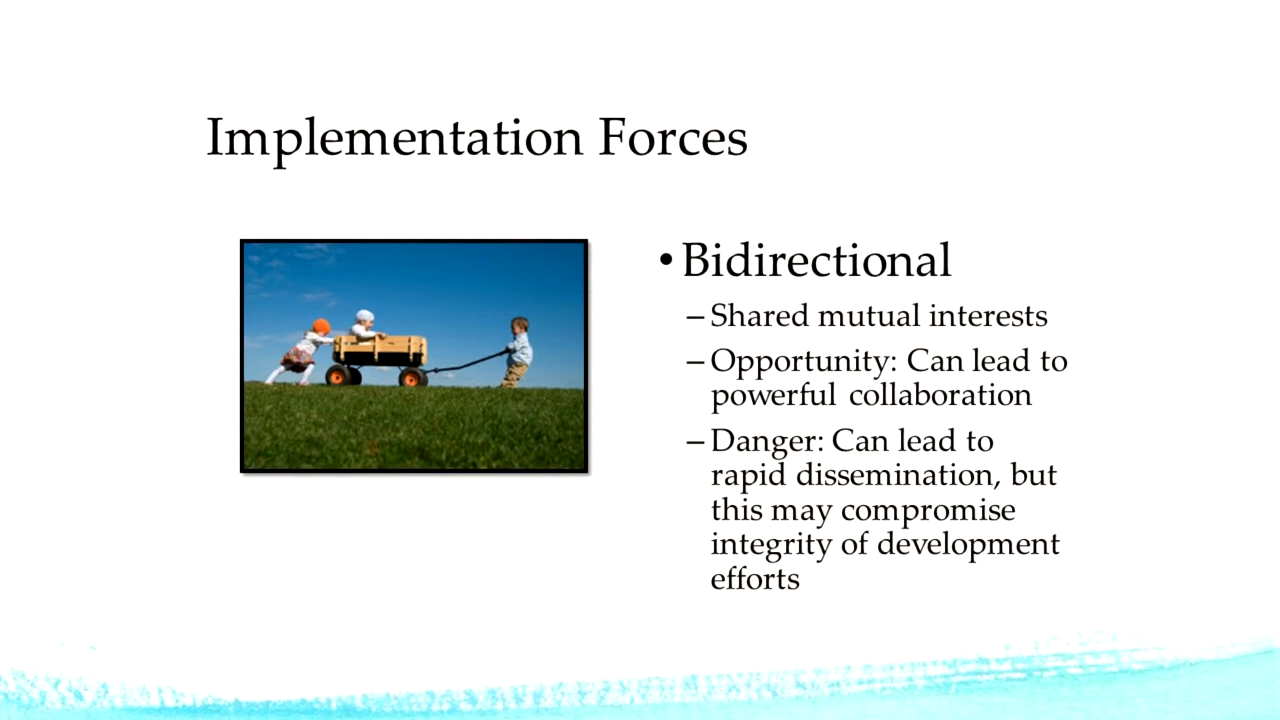 Implementation Forces
• Bidirectional
– Shared mutual interests
– Opportunity: Can lead to
powerful collaboration
– Danger: Can lead to
rapid dissemination, but
this may compromise
integrity of development
efforts